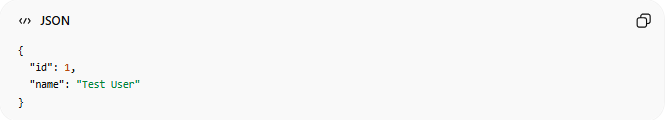 JSON
{
  "id": 1,
  "name": "Test User"
}